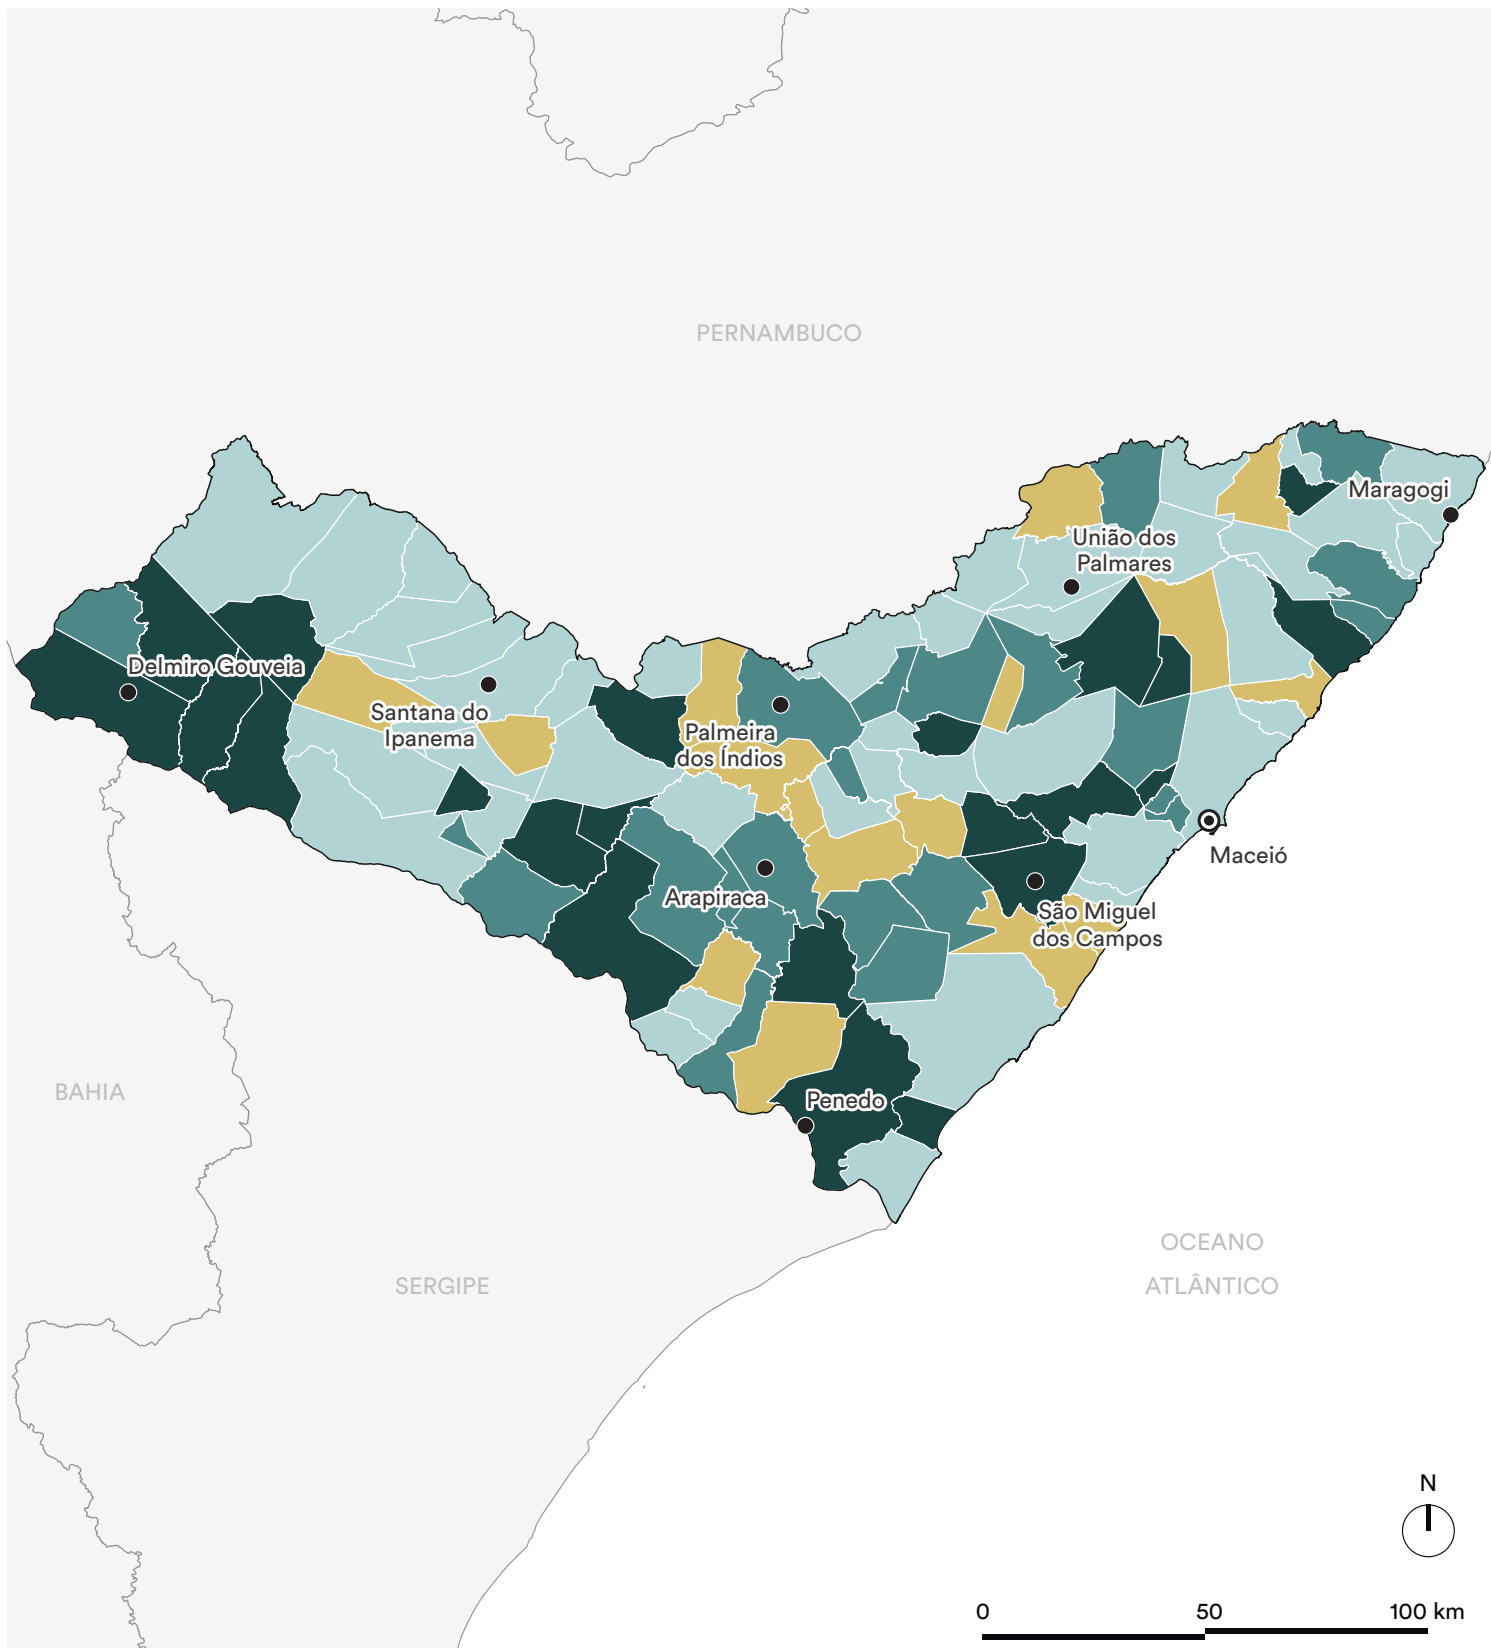 PERNAMBUCO
Maragogi
União dos
Palmares
Delmiro Gouveia
Santana do
Ipanema
Palmeira
dos Índios
Maceió
Arapiraca
São Miguel
dos Campos
BAHIA
Penedo
OCEANO
ATLÂNTICO
SERGIPE
N
0 50 100 km